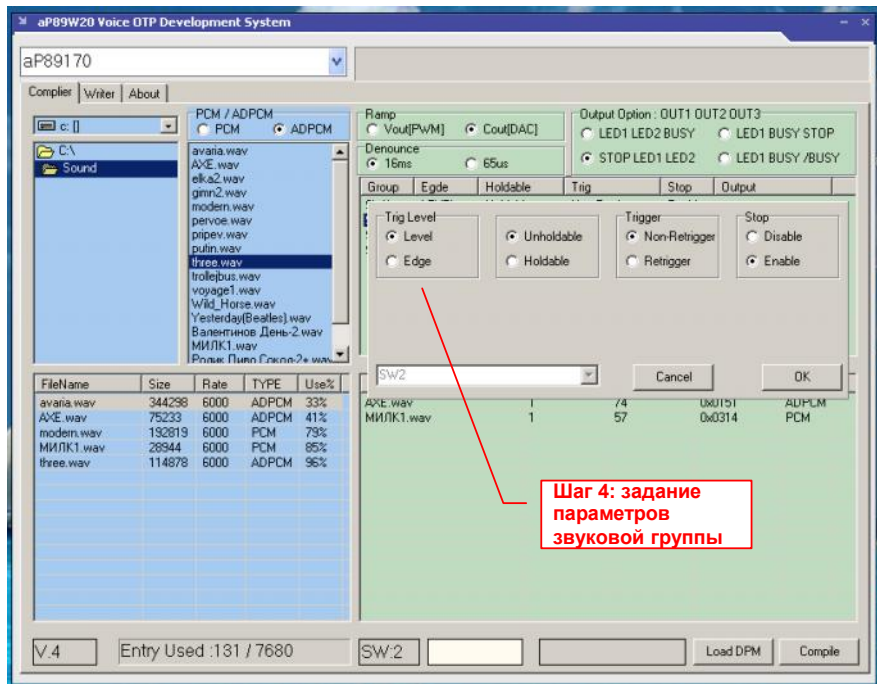 aP89W20 Voice OTP Development System
aP89170
Complier Writer About
c: []
C:\
Sound
PCM / ADPCM
PCM ADPCM
avaria.wav
AXE.wav
elka2.wav
gimn2.wav
modern.wav
pervoe.wav
pripev.wav
putin.wav
three.wav
trollejbus.wav
voyage1.wav
Wild_Horse.wav
Yesterday(Beatles).wav
Валентинов День-2.wav
МИЛК1.wav
Ролик Пиво Сокол-2+.wav
Ramp
Vout[PWM] Cout[DAC]
Denounce
16ms 65us
Output Option : OUT1 OUT2 OUT3
LED1 LED2 BUSY LED1 BUSY STOP
STOP LED1 LED2 LED1 BUSY /BUSY
Group Egde Holdable Trig Stop Output
Trig Level
Level
Edge
Unholdable
Holdable
Trigger
Non-Retrigger
Retrigger
Stop
Disable
Enable
SW2 Cancel OK
FileName Size Rate TYPE Use%
avaria.wav 344298 6000 ADPCM 33%
AXE.wav 75233 6000 ADPCM 41%
modern.wav 192819 6000 PCM 79%
МИЛК1.wav 28944 6000 PCM 85%
three.wav 114878 6000 ADPCM 96%
AXE.wav 1 74 0x0151 ADPCM
МИЛК1.wav 1 57 0x0314 PCM
Шаг 4: задание
параметров
звуковой группы
V.4 Entry Used :131 / 7680 SW:2 Load DPM Compile